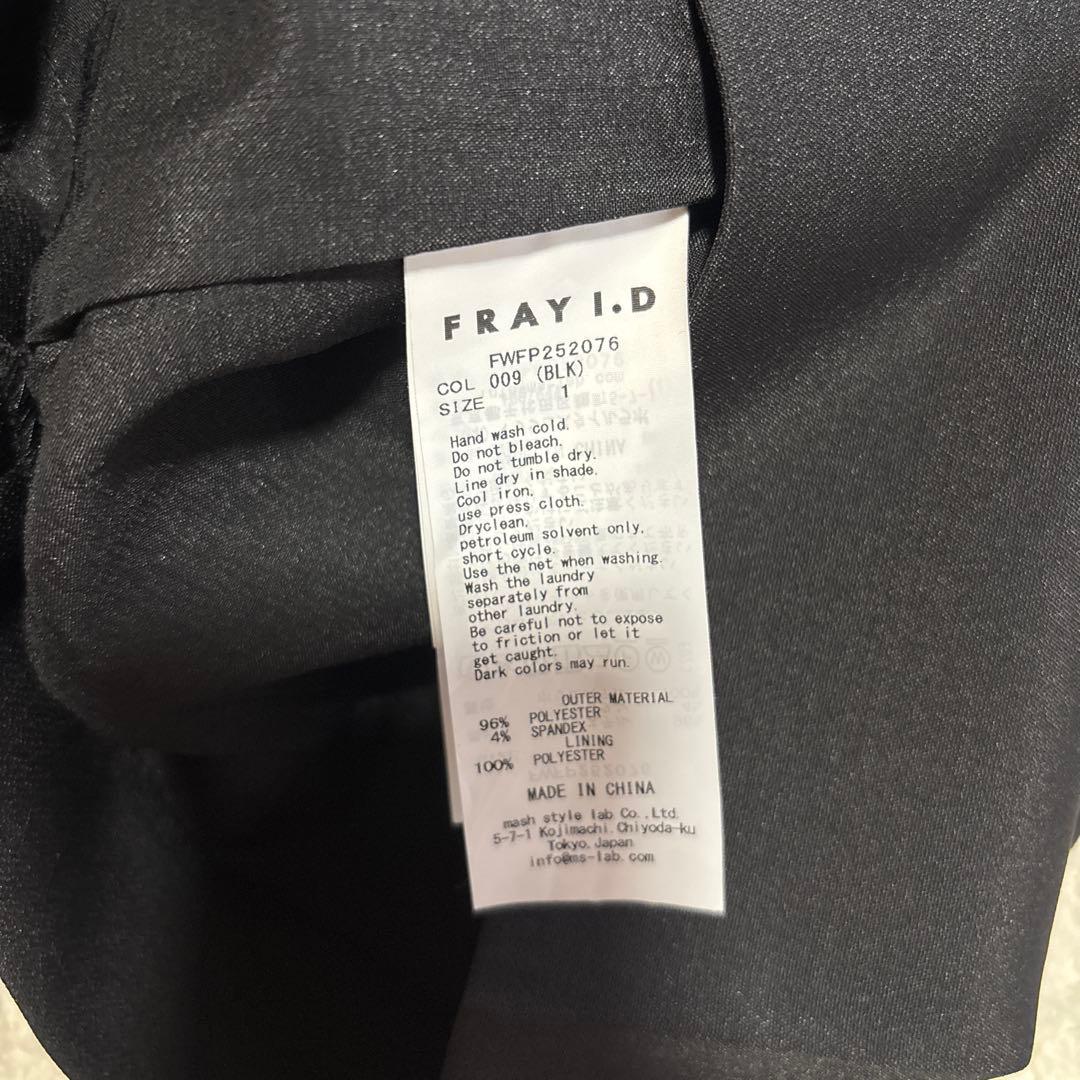 FRAY I.D
FWFP252076
COL 009 (BLK)
SIZE 1
Hand wash cold.
Do not bleach.
Do not tumble dry.
Line dry in shade.
Cool iron.
use press cloth.
Dryclean.
petroleum solvent only.
short cycle.
Use the net when washing.
Wash the laundry
separately from
other laundry.
Be careful not to expose
to friction or let it
get caught.
Dark colors may run.
OUTER MATERIAL
96% POLYESTER
4% SPANDEX
LINING
100% POLYESTER
MADE IN CHINA
mash style lab Co.,Ltd.
5-7-1 Kojimachi,Chiyoda-ku
Tokyo,Japan
info@ms-lab.com